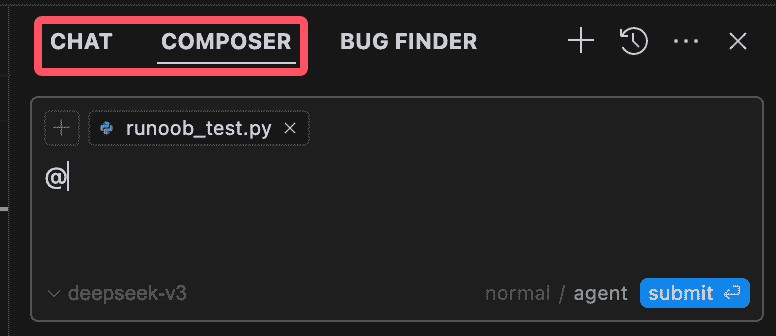 CHAT COMPOSER BUG FINDER
runoob_test.py
@
deepseek-v3 normal / agent submit